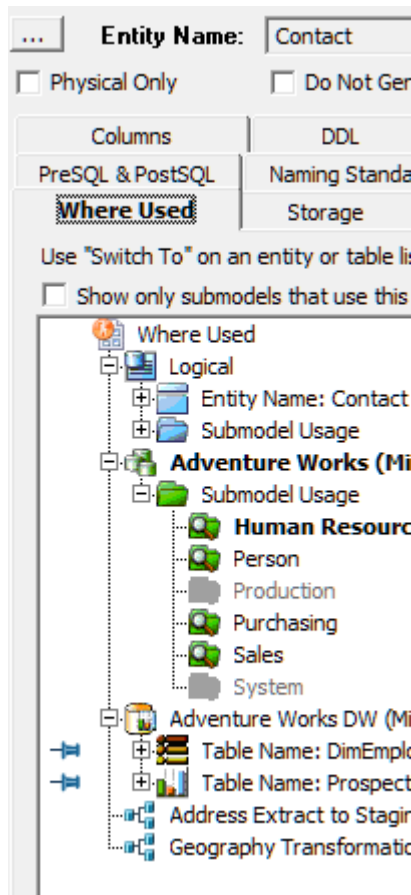 ... Entity Name: Contact
Physical Only Do Not Ger
Columns DDL
PreSQL & PostSQL Naming Standa
Where Used Storage
Use "Switch To" on an entity or table lis
Show only submodels that use this
Where Used
Logical
Entity Name: Contact
Submodel Usage
Adventure Works (Mi
Submodel Usage
Human Resourc
Person
Production
Purchasing
Sales
System
Adventure Works DW (Mi
Table Name: DimEmplo
Table Name: Prospect
Address Extract to Stagin
Geography Transformatio